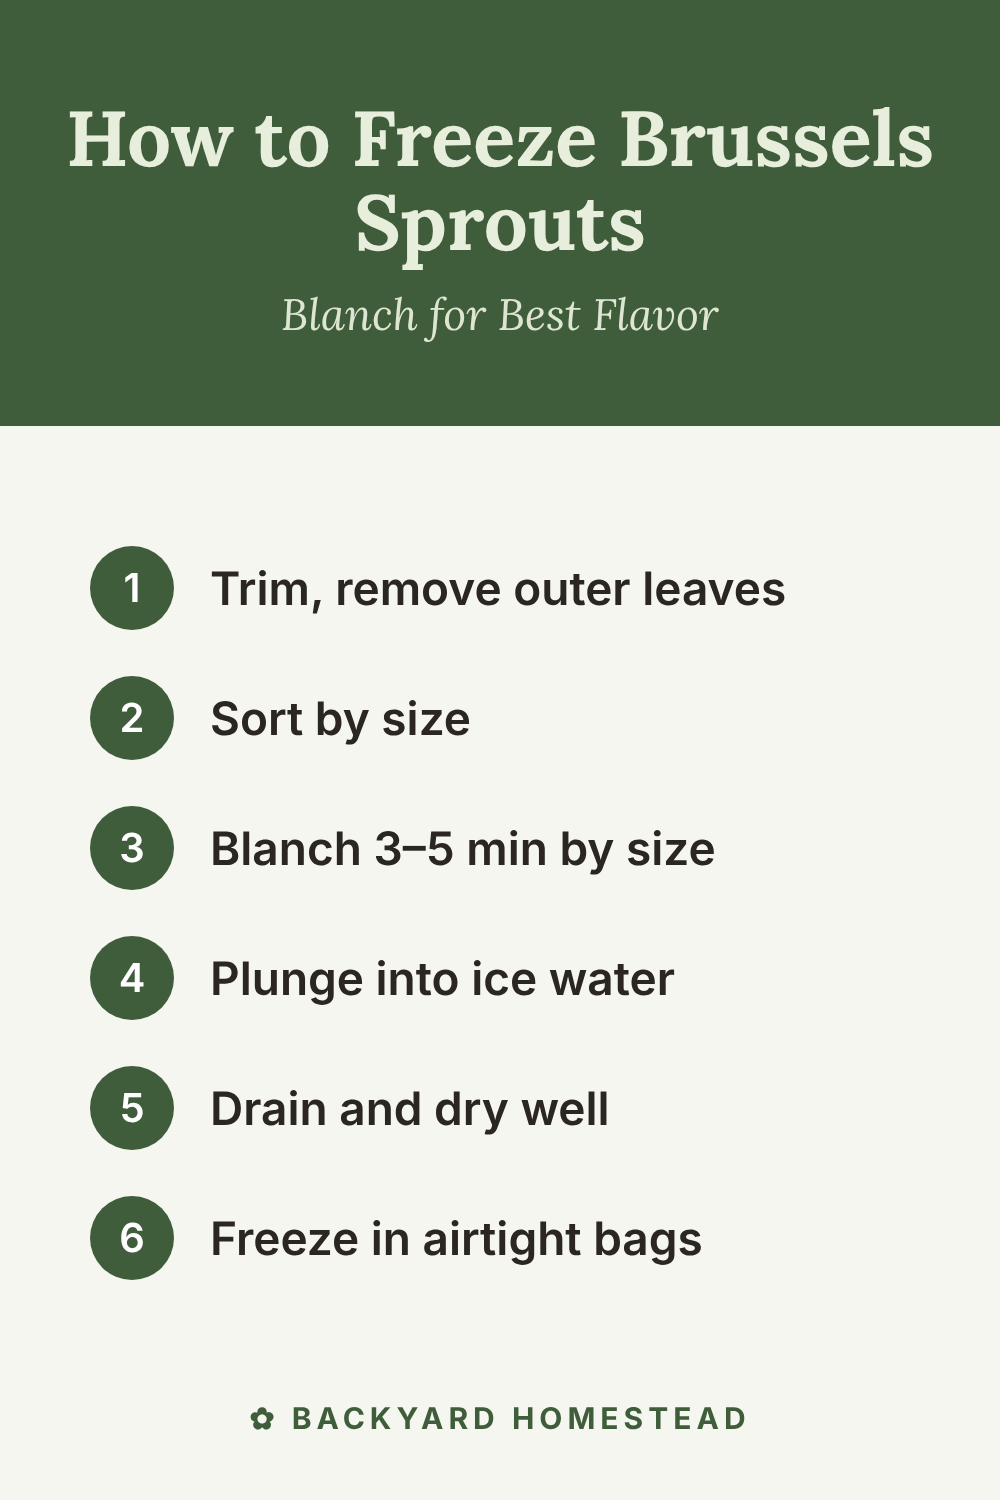 How to Freeze Brussels
Sprouts
Blanch for Best Flavor
1 Trim, remove outer leaves
2 Sort by size
3 Blanch 3–5 min by size
4 Plunge into ice water
5 Drain and dry well
6 Freeze in airtight bags
✿ BACKYARD HOMESTEAD